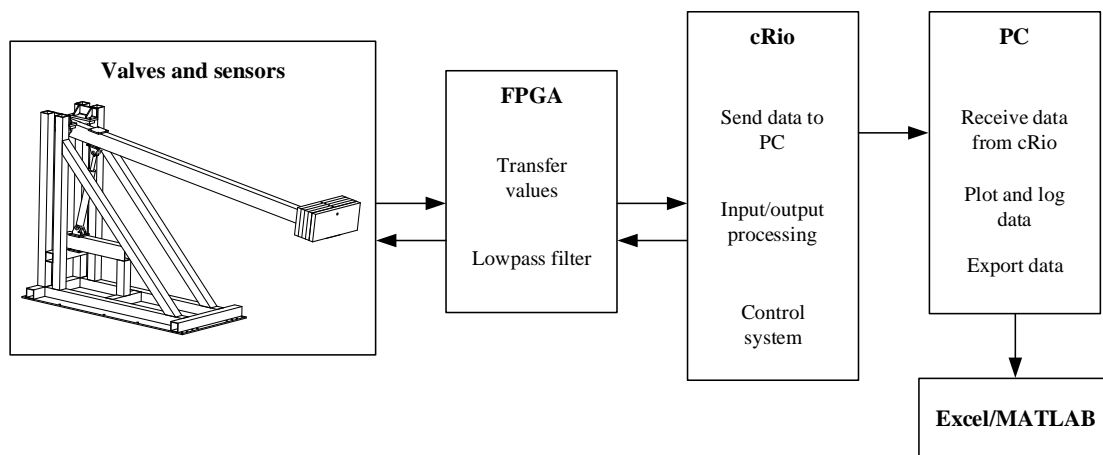 Valves and sensors
FPGA
Transfer
values
Lowpass filter
cRio
Send data to
PC
Input/output
processing
Control
system
PC
Receive data
from cRio
Plot and log
data
Export data
Excel/MATLAB